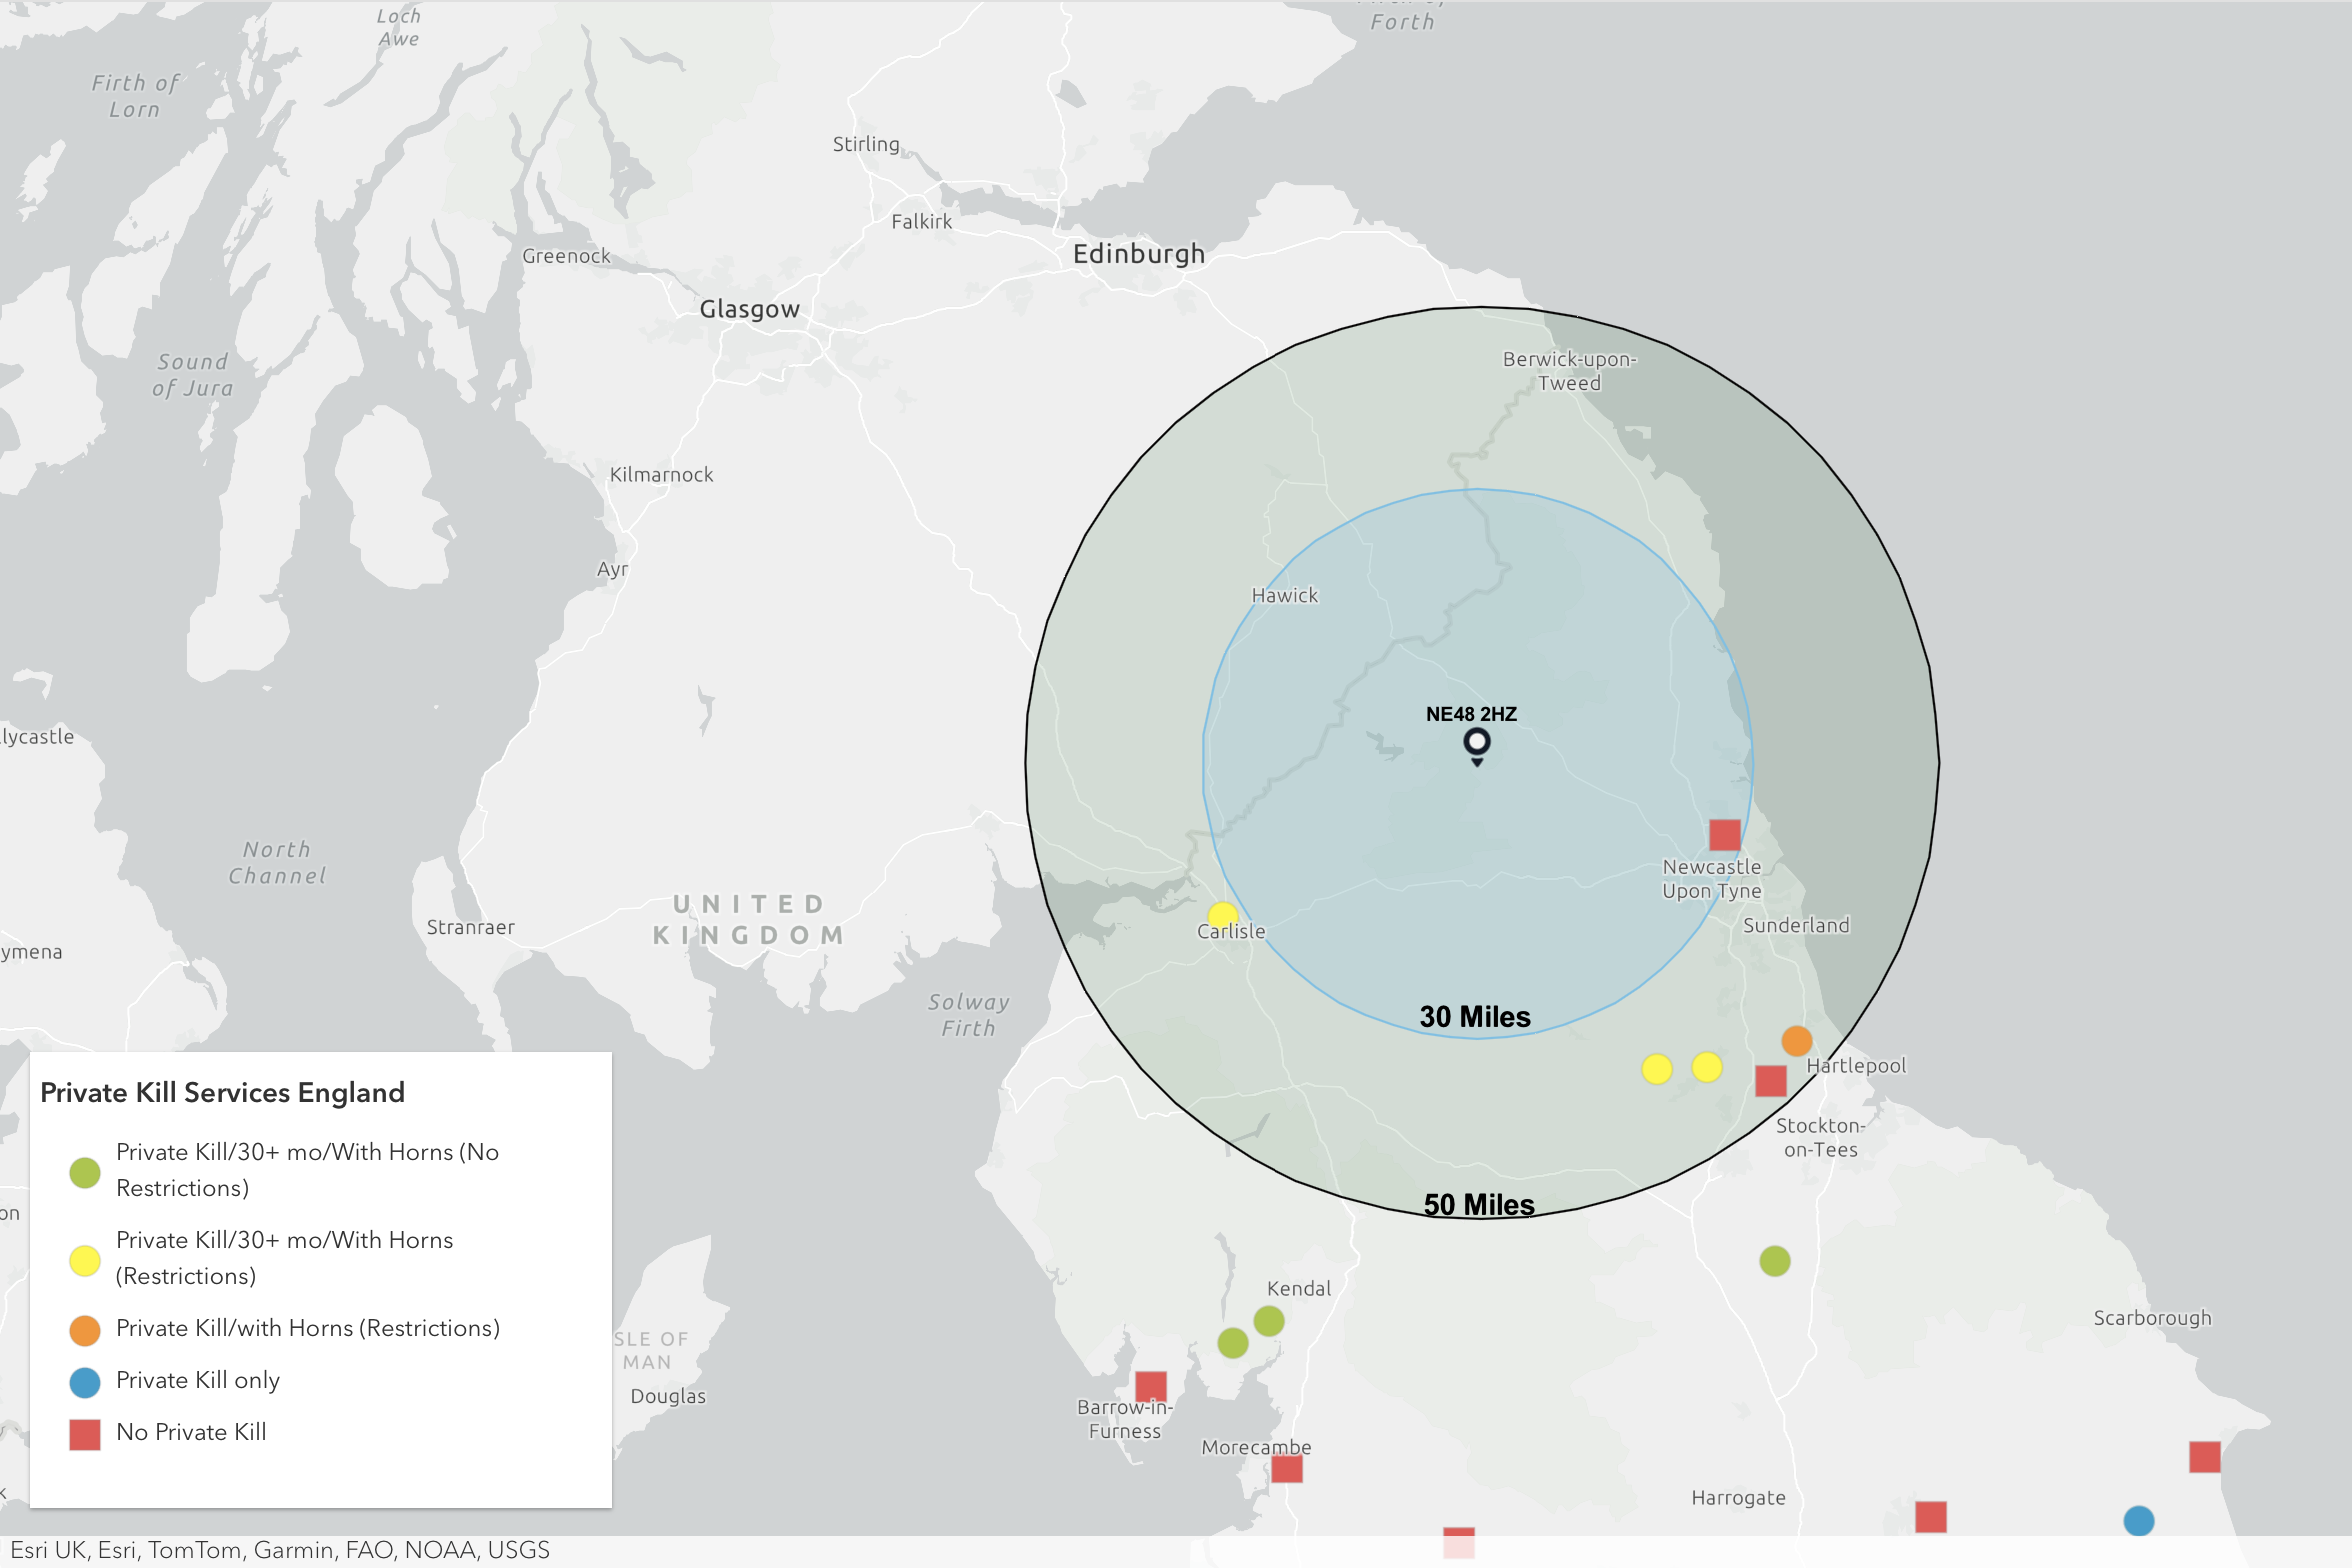 Loch
Awe
Forth
Firth of
Lorn
Stirling
Falkirk
Edinburgh
Greenock
Glasgow
Sound
of Jura
Berwick-upon-
Tweed
Kilmarnock
Ayr
Hawick
NE48 2HZ
lycastle
North
Channel
Newcastle
Upon Tyne
UNITED
KINGDOM
Stranraer
Carlisle
Sunderland
ymena
Solway
Firth
30 Miles
Hartlepool
Stockton-
on-Tees
50 Miles
on
Kendal
Scarborough
SLE OF
MAN
Douglas
Barrow-in-
Furness
Morecambe
Harrogate
Private Kill Services England
Private Kill/30+ mo/With Horns (No
Restrictions)
Private Kill/30+ mo/With Horns
(Restrictions)
Private Kill/with Horns (Restrictions)
Private Kill only
No Private Kill
Esri UK, Esri, TomTom, Garmin, FAO, NOAA, USGS